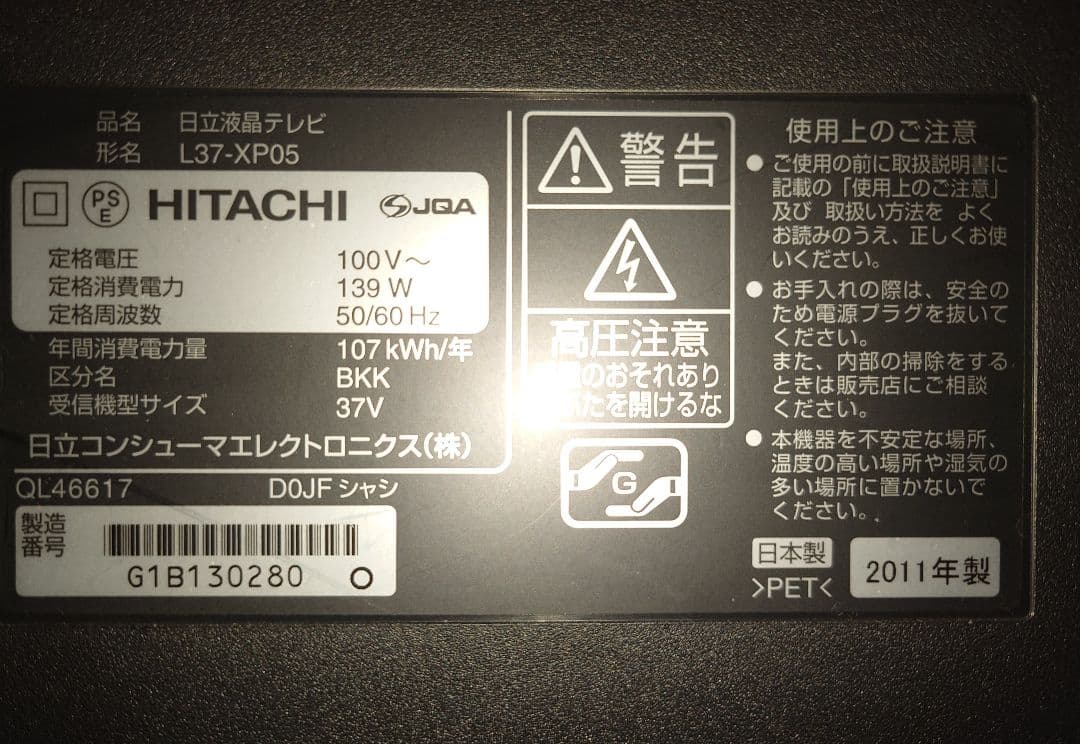 品名 日立液晶テレビ
形名 L37-XP05
PS
E
HITACHI
JQA
定格電圧 100V～
定格消費電力 139 W
定格周波数 50/60 Hz
年間消費電力量 107 kWh/年
区分名 BKK
受信機型サイズ 37V
日立コンシューマエレクトロニクス(株)
QL46617 D0JF シャシ
製造
番号
G1B130280
警告
高圧注意
のおそれあり
ふたを開けるな
G
使用上のご注意
● ご使用の前に取扱説明書に
記載の「使用上のご注意」
及び 取扱い方法を よく
お読みのうえ、正しくお使
いください。
● お手入れの際は、安全の
ため電源プラグを抜いて
ください。
また、内部の掃除をする
ときは販売店にご相談
ください。
● 本機器を不安定な場所、
温度の高い場所や湿気の
多い場所に置かないで
ください。
日本製
>PET<
2011年製